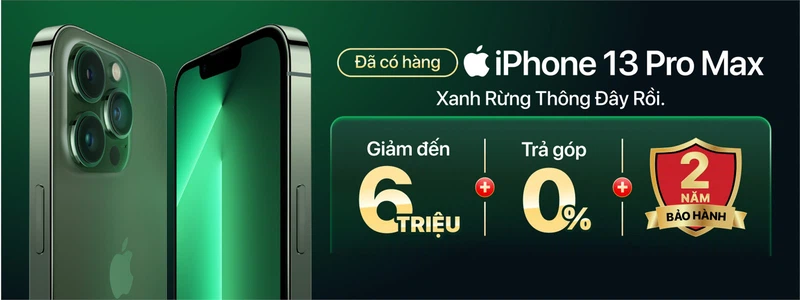 Đã có hàng
iPhone 13 Pro Max
Xanh Rừng Thông Đây Rồi.
Giảm đến
6 TRIỆU
+
Trả góp
0%
+
2
NĂM
BẢO HÀNH